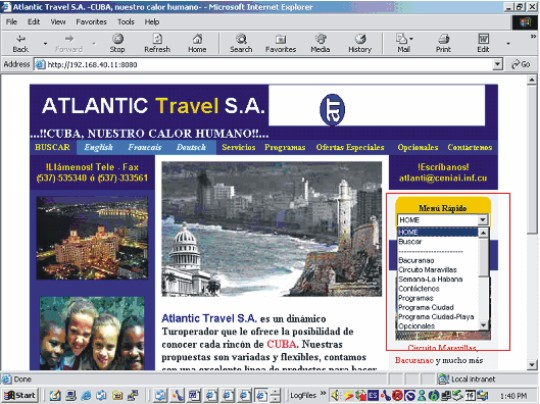 Atlantic Travel S.A. -CUBA, nuestro calor humano- - Microsoft Internet Explorer
File Edit View Favorites Tools Help
Back Forward Stop Refresh Home Search Favorites Media History Mail Print Edit
Address http://192.168.40.11:8080 Go
ATLANTIC Travel S.A.
...!!CUBA, NUESTRO CALOR HUMANO!!...
BUSCAR English Francais Deutsch Servicios Programas Ofertas Especiales Opcionales Contactenos
!Llámenos! Tele - Fax
(537) 535340 ó (537) 333561
!Escríbanos!
atlanti@ceniai.inf.cu
Menú Rápido
HOME
HOME
Buscar
--------------------
Bacuranao
Circuito Maravillas
Semana-La Habana
Contáctenos
Programas
Programa Ciudad
Programa Ciudad-Playa
Opcionales
Atlantic Travel S.A. es un dinámico
Turoperador que le ofrece la posibilidad de
conocer cada rincón de CUBA. Nuestras
propuestas son variadas y flexibles, contamos
con una excelente línea de productos para hacer
Circuito Maravillas
Bacuranao y mucho más
Done Local intranet
Start LogFiles 1:40 PM